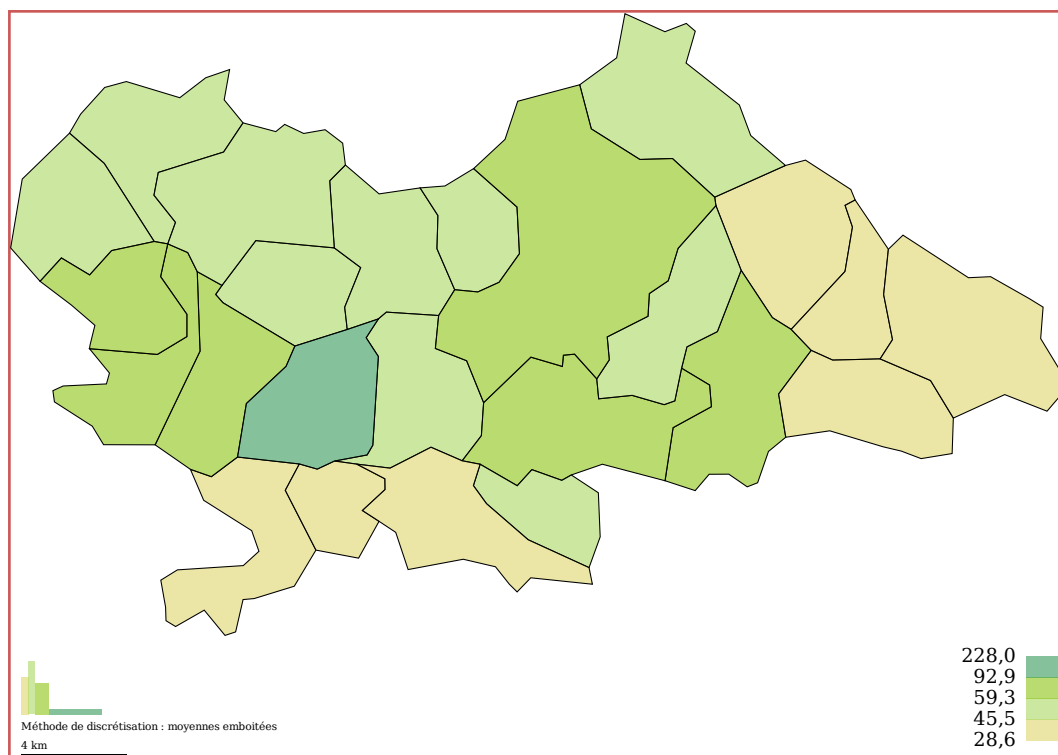 228,0
92,9
59,3
45,5
28,6
Méthode de discrétisation : moyennes emboitées
4 km